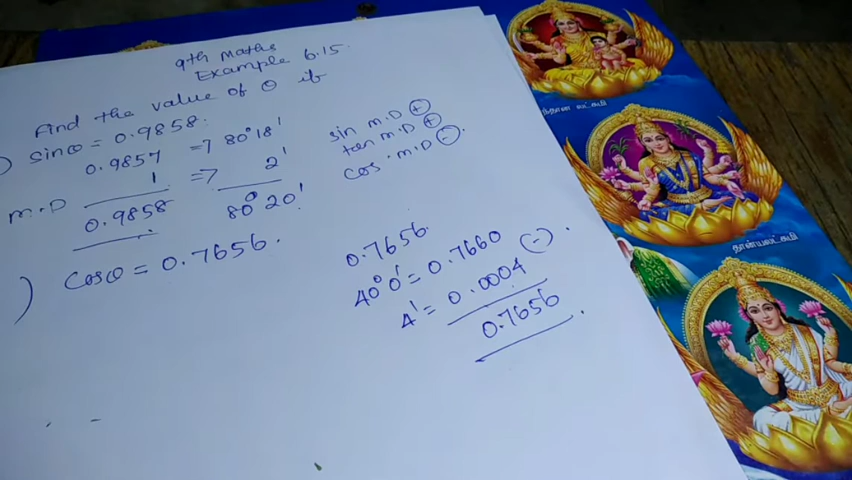 9th Maths
Example 6.15.
Find the value of θ if
) sinθ = 0.9858.
0.9857 => 80°18'
M.D 1 => 2'
0.9858 80°20'
sin M.D (+)
tan M.D (+)
cos . M.D (-).
) cosθ = 0.7656.
0.7656.
40°0' = 0.7660 (-).
4' = 0.0004
0.7656
ந்தான லட்சுமி
தான்யலட்சுமி